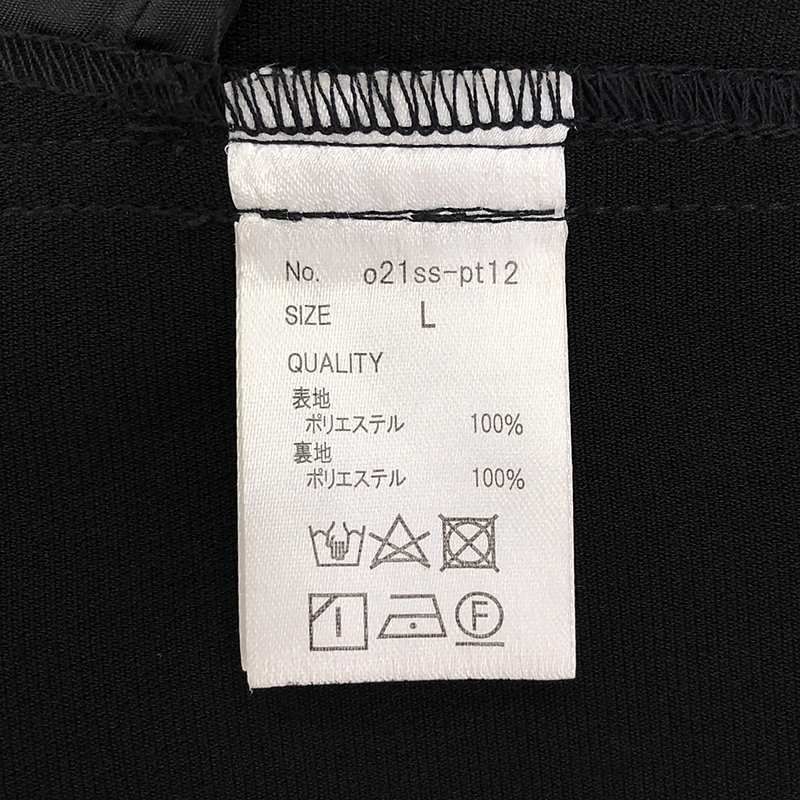 No. o21ss-pt12
SIZE L
QUALITY
表地
ポリエステル 100%
裏地
ポリエステル 100%
F